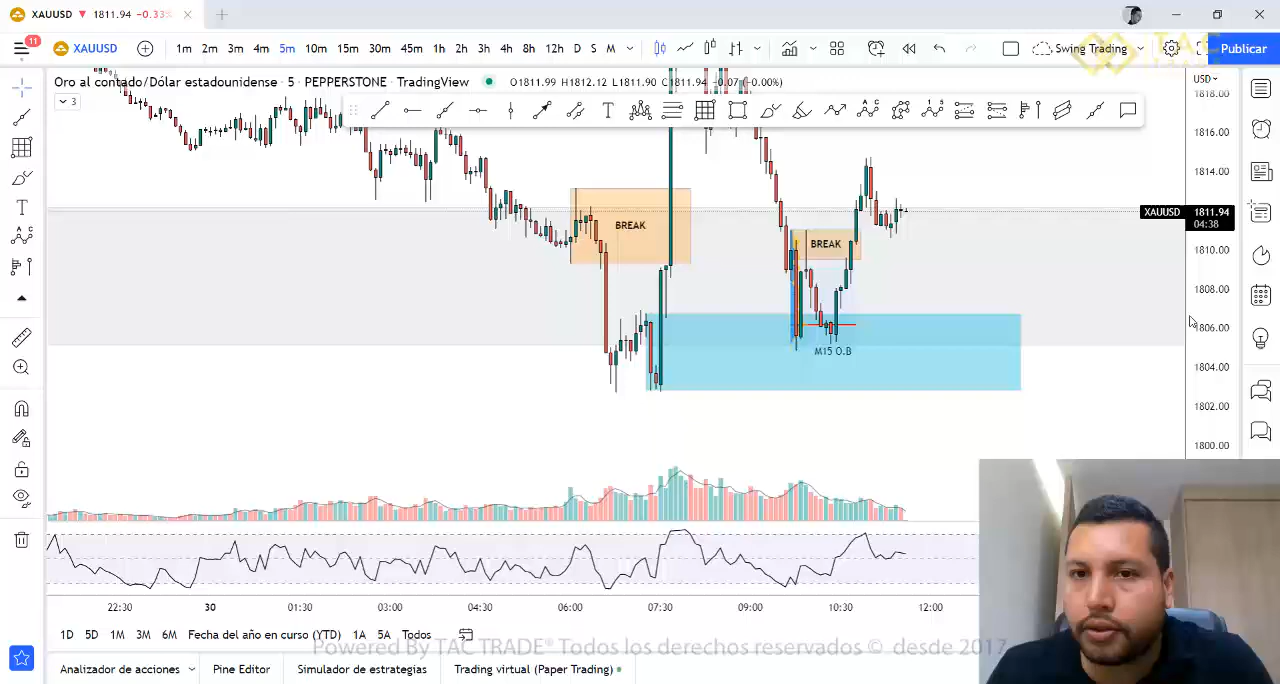 XAUUSD ▼ 1811.94 −0.33%
11
XAUUSD
1m 2m 3m 4m 5m 10m 15m 30m 45m 1h 2h 3h 4h 8h 12h D S M
Swing Trading
Publicar
TAC
Oro al contado/Dólar estadounidense · 5 · PEPPERSTONE · TradingView
O1811.99 H1812.12 L1811.90 C1811.94 −0.07 (−0.00%)
3
USD
1818.00
1816.00
1814.00
XAUUSD 1811.94
04:38
1810.00
1808.00
1806.00
1804.00
1802.00
1800.00
BREAK
BREAK
M15 O.B
22:30 30 01:30 03:00 04:30 06:00 07:30 09:00 10:30 12:00
1D 5D 1M 3M 6M Fecha del año en curso (YTD) 1A 5A Todos
Powered By TAC TRADE® Todos los derechos reservados © desde 2017
Analizador de acciones Pine Editor Simulador de estrategias Trading virtual (Paper Trading)